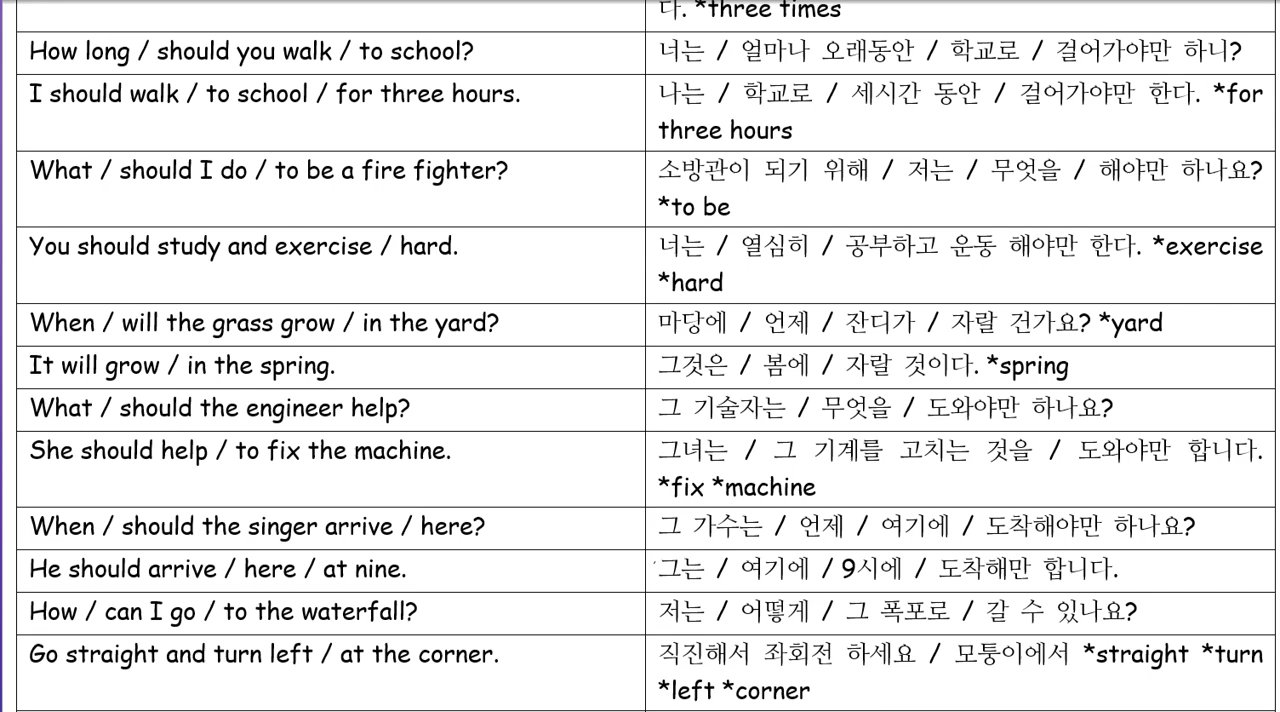 다. *three times
How long / should you walk / to school?
너는 / 얼마나 오래동안 / 학교로 / 걸어가야만 하니?
I should walk / to school / for three hours.
나는 / 학교로 / 세시간 동안 / 걸어가야만 한다. *for
three hours
What / should I do / to be a fire fighter?
소방관이 되기 위해 / 저는 / 무엇을 / 해야만 하나요?
*to be
You should study and exercise / hard.
너는 / 열심히 / 공부하고 운동 해야만 한다. *exercise
*hard
When / will the grass grow / in the yard?
마당에 / 언제 / 잔디가 / 자랄 건가요? *yard
It will grow / in the spring.
그것은 / 봄에 / 자랄 것이다. *spring
What / should the engineer help?
그 기술자는 / 무엇을 / 도와야만 하나요?
She should help / to fix the machine.
그녀는 / 그 기계를 고치는 것을 / 도와야만 합니다.
*fix *machine
When / should the singer arrive / here?
그 가수는 / 언제 / 여기에 / 도착해야만 하나요?
He should arrive / here / at nine.
그는 / 여기에 / 9시에 / 도착해만 합니다.
How / can I go / to the waterfall?
저는 / 어떻게 / 그 폭포로 / 갈 수 있나요?
Go straight and turn left / at the corner.
직진해서 좌회전 하세요 / 모퉁이에서 *straight *turn
*left *corner